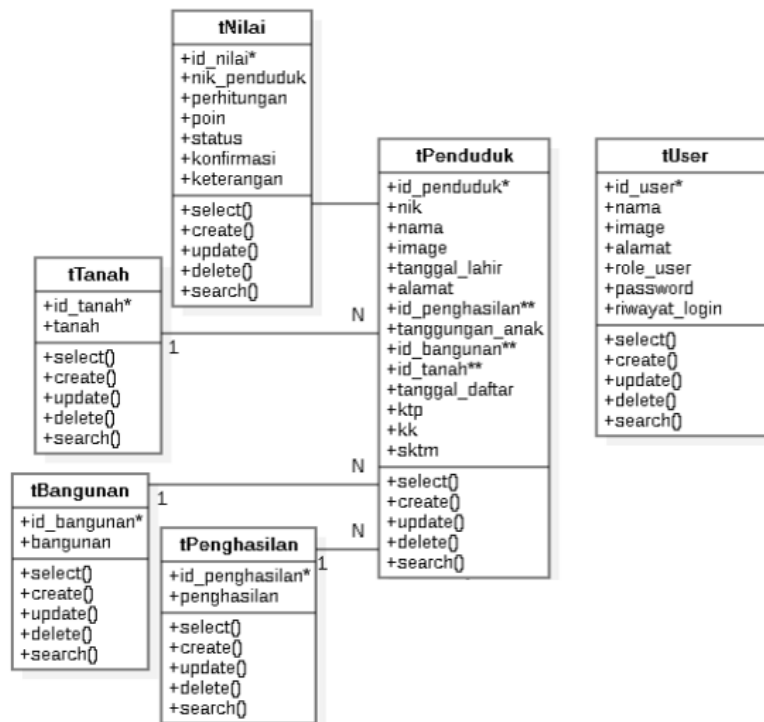 tNilai
+id_nilai*
+nik_penduduk
+perhitungan
+poin
+status
+konfirmasi
+keterangan
+select()
+create()
+update()
+delete()
+search()
tPenduduk
+id_penduduk*
+nik
+nama
+image
+tanggal_lahir
+alamat
+id_penghasilan**
+tanggungan_anak
+id_bangunan**
+id_tanah**
+tanggal_daftar
+ktp
+kk
+sktm
+select()
+create()
+update()
+delete()
+search()
tUser
+id_user*
+nama
+image
+alamat
+role_user
+password
+riwayat_login
+select()
+create()
+update()
+delete()
+search()
tTanah
+id_tanah*
+tanah
+select()
+create()
+update()
+delete()
+search()
1
N
tBangunan
+id_bangunan*
+bangunan
+select()
+create()
+update()
+delete()
+search()
1
N
tPenghasilan
+id_penghasilan*
+penghasilan
+select()
+create()
+update()
+delete()
+search()
1
N